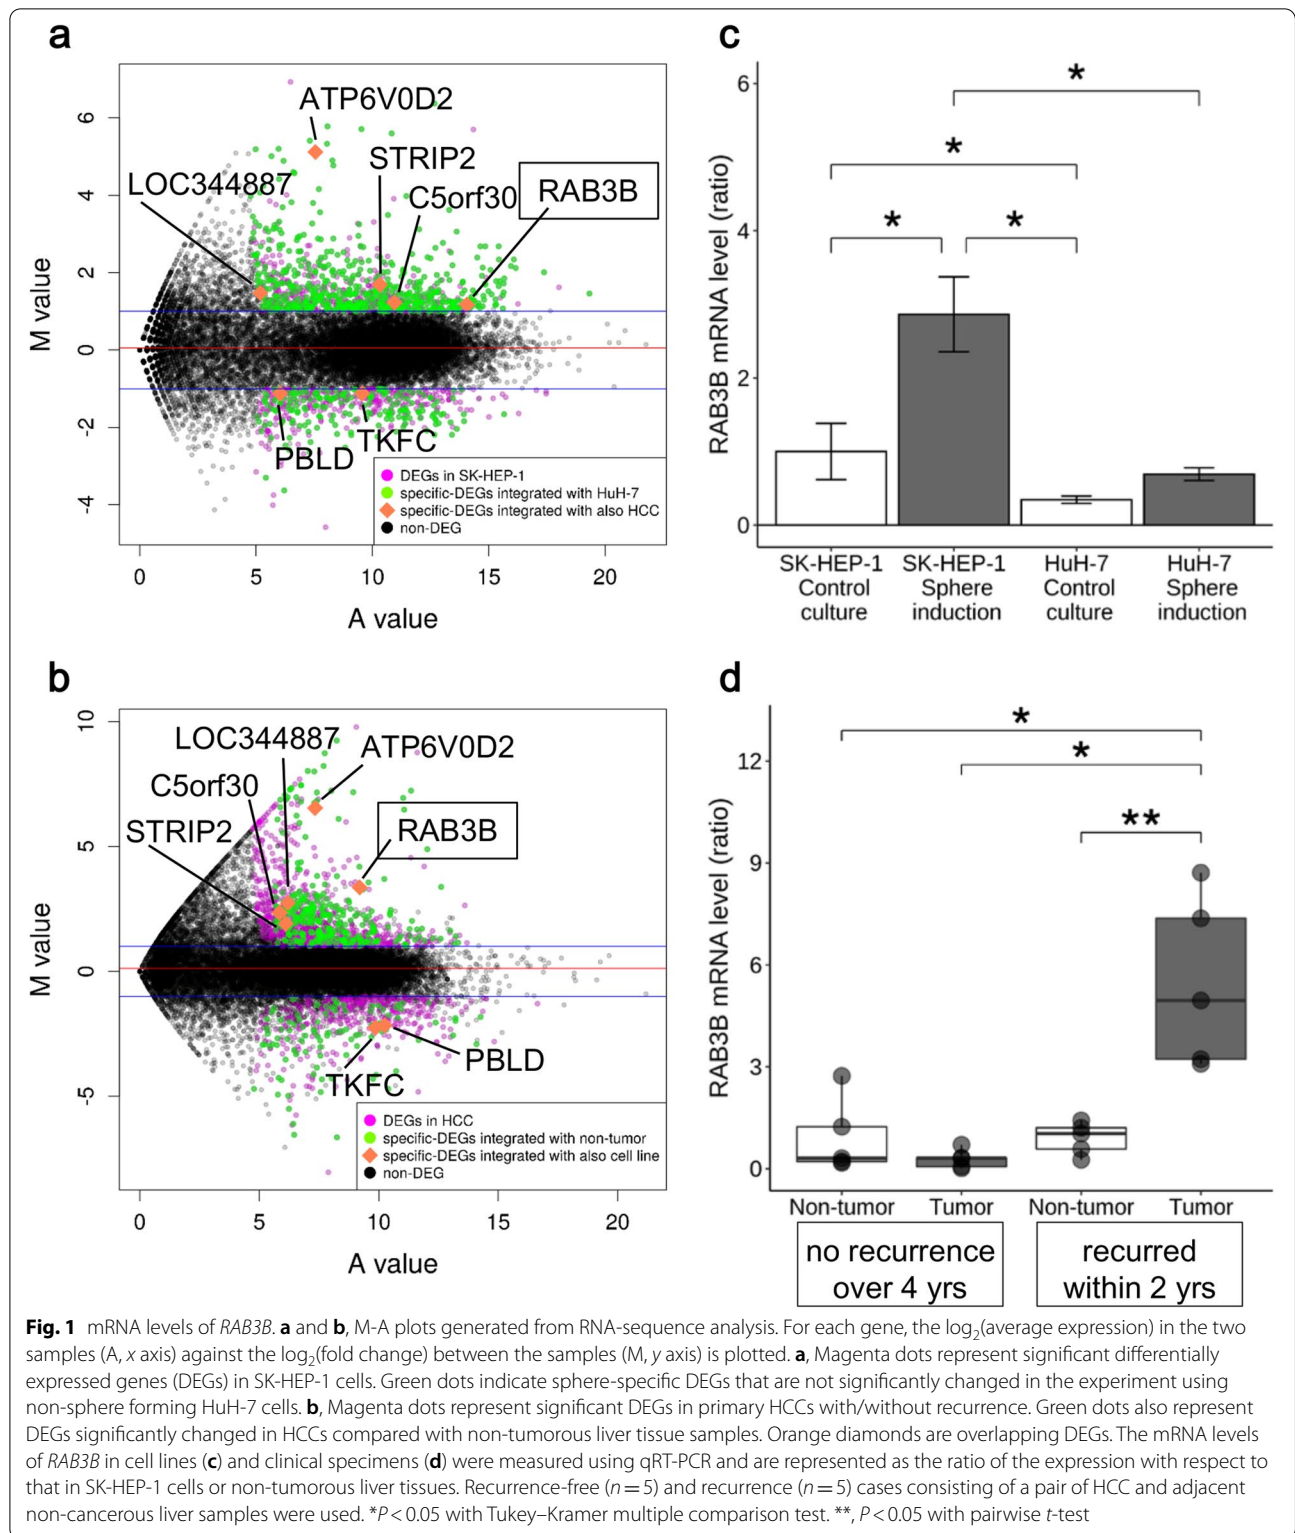 a
M value
6
4
2
0
-2
-4
ATP6V0D2
STRIP2
LOC344887
C5orf30
RAB3B
TKFC
PBLD
DEGs in SK-HEP-1
specific-DEGs integrated with HuH-7
specific-DEGs integrated with also HCC
non-DEG
0 5 10 15 20
A value
c
RAB3B mRNA level (ratio)
6
4
2
0
*
*
* *
SK-HEP-1 SK-HEP-1 HuH-7 HuH-7
Control Sphere Control Sphere
culture induction culture induction
b
M value
10
5
0
-5
LOC344887
ATP6V0D2
C5orf30
STRIP2
RAB3B
PBLD
TKFC
DEGs in HCC
specific-DEGs integrated with non-tumor
specific-DEGs integrated with also cell line
non-DEG
0 5 10 15 20
A value
d
RAB3B mRNA level (ratio)
12
9
6
3
0
*
*
**
Non-tumor Tumor Non-tumor Tumor
no recurrence
over 4 yrs
recurred
within 2 yrs
Fig. 1 mRNA levels of RAB3B. a and b, M-A plots generated from RNA-sequence analysis. For each gene, the log2(average expression) in the two
samples (A, x axis) against the log2(fold change) between the samples (M, y axis) is plotted. a, Magenta dots represent significant differentially
expressed genes (DEGs) in SK-HEP-1 cells. Green dots indicate sphere-specific DEGs that are not significantly changed in the experiment using
non-sphere forming HuH-7 cells. b, Magenta dots represent significant DEGs in primary HCCs with/without recurrence. Green dots also represent
DEGs significantly changed in HCCs compared with non-tumorous liver tissue samples. Orange diamonds are overlapping DEGs. The mRNA levels
of RAB3B in cell lines (c) and clinical specimens (d) were measured using qRT-PCR and are represented as the ratio of the expression with respect to
that in SK-HEP-1 cells or non-tumorous liver tissues. Recurrence-free (n = 5) and recurrence (n = 5) cases consisting of a pair of HCC and adjacent
non-cancerous liver samples were used. *P < 0.05 with Tukey–Kramer multiple comparison test. **, P < 0.05 with pairwise t-test